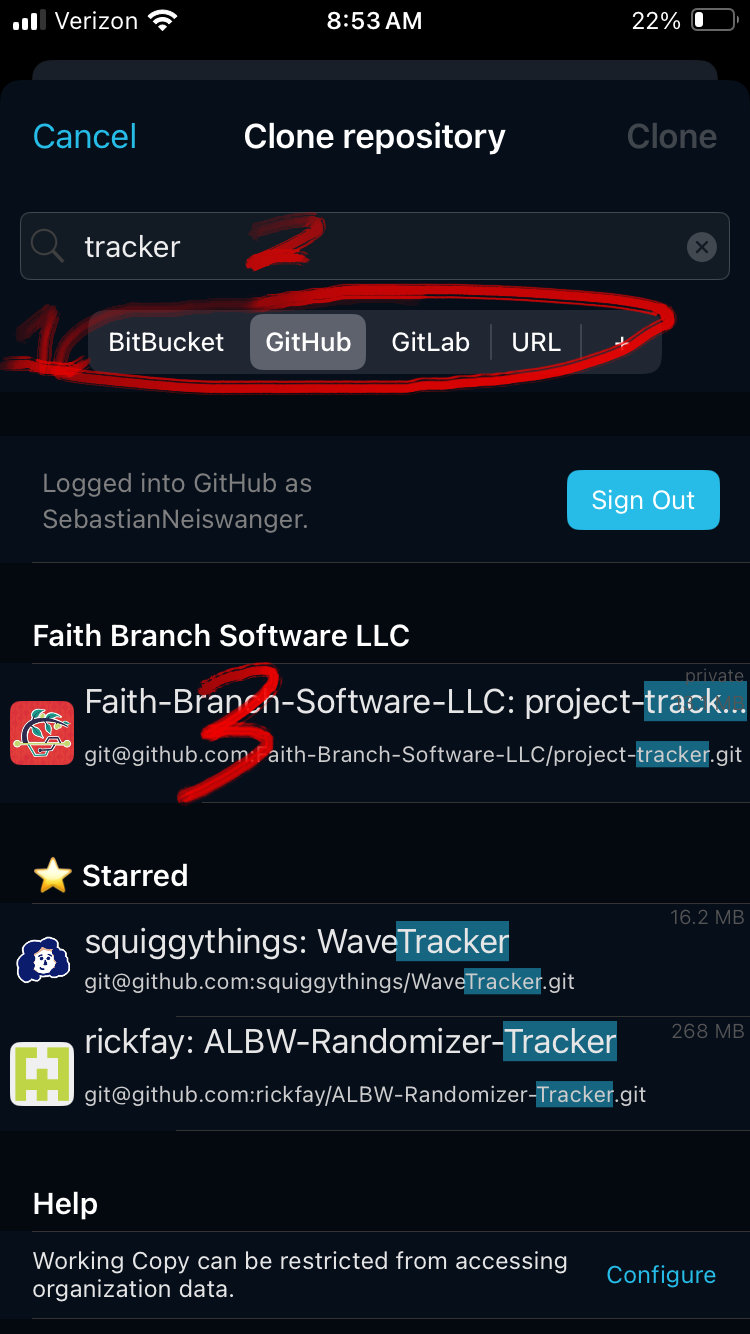 Verizon 8:53 AM 22%
Cancel Clone repository Clone
tracker 2
1 BitBucket GitHub GitLab URL +
Logged into GitHub as
SebastianNeiswanger.
Sign Out
Faith Branch Software LLC
private
Faith-Branch-Software-LLC: project-track...
git@github.com:Faith-Branch-Software-LLC/project-tracker.git
3
⭐ Starred
16.2 MB
squiggythings: WaveTracker
git@github.com:squiggythings/WaveTracker.git
268 MB
rickfay: ALBW-Randomizer-Tracker
git@github.com:rickfay/ALBW-Randomizer-Tracker.git
Help
Working Copy can be restricted from accessing
organization data.
Configure